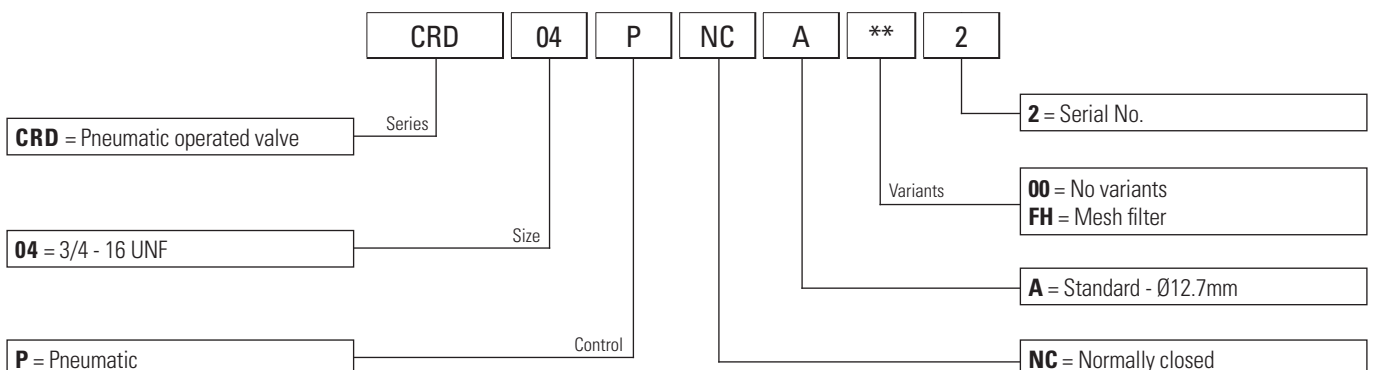 CRD 04 P NC A ** 2
Series
CRD = Pneumatic operated valve
2 = Serial No.
Variants
00 = No variants
FH = Mesh filter
Size
04 = 3/4 - 16 UNF
A = Standard - Ø12.7mm
Control
P = Pneumatic
NC = Normally closed